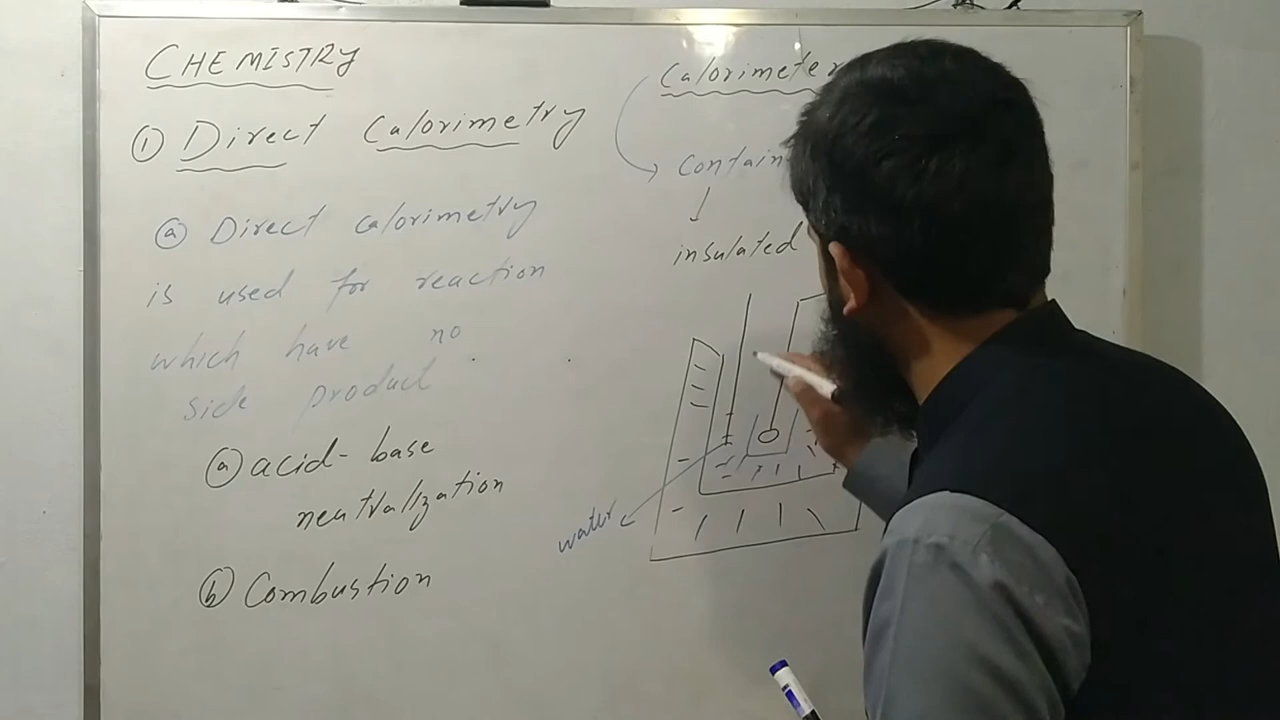 CHEMISTRY
① Direct Calorimetry
ⓐ Direct calorimetry
is used for reaction
which have no
side product
ⓐ acid-base
neutralization
ⓑ Combustion
Calorimeter
Contain
insulated
water